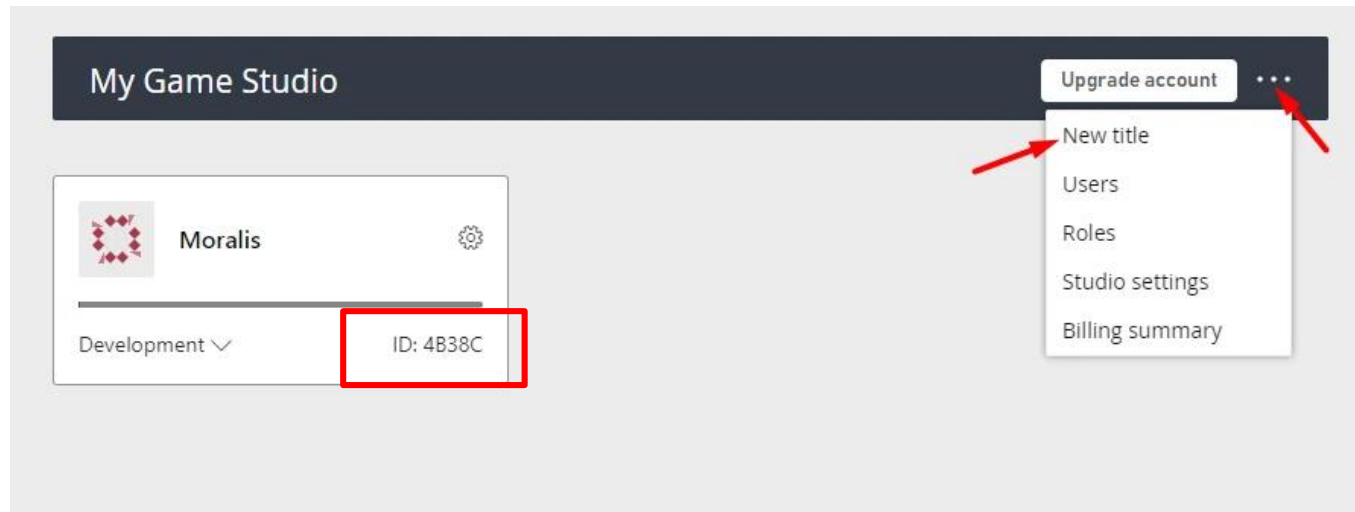 My Game Studio
Upgrade account
New title
Users
Roles
Studio settings
Billing summary
Moralis
Development
ID: 4B38C